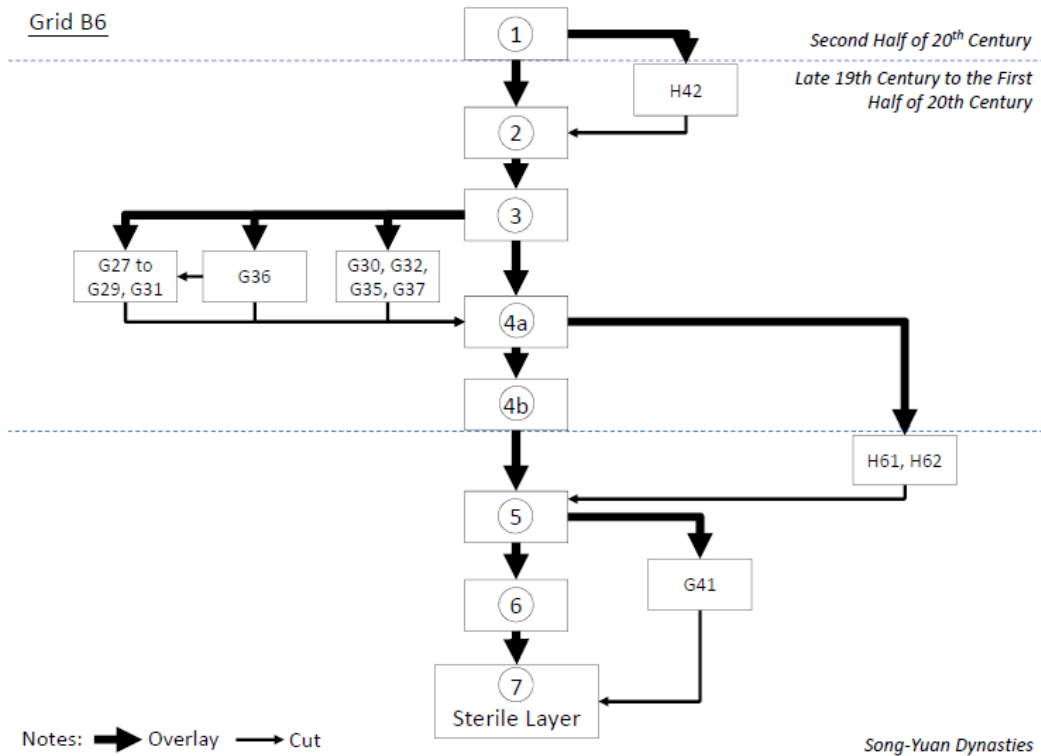 Grid B6
1
Second Half of 20th Century
Late 19th Century to the First
Half of 20th Century
H42
2
3
G27 to
G29, G31
G36
G30, G32,
G35, G37
4a
4b
H61, H62
5
G41
6
7
Sterile Layer
Notes: Overlay Cut
Song-Yuan Dynasties